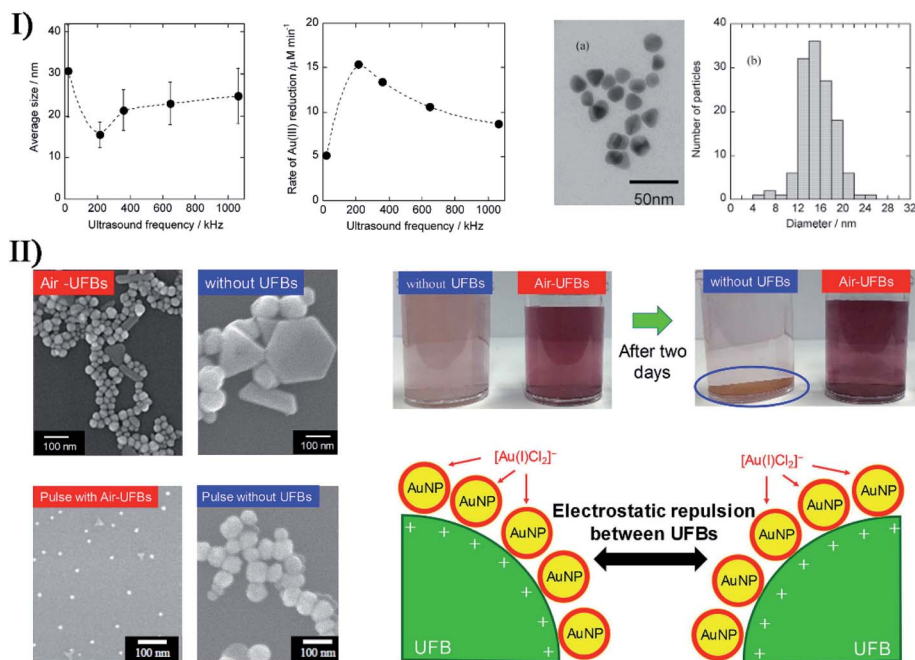 I)
Average size / nm
40
30
20
10
0
0 200 400 600 800 1000
Ultrasound frequency / kHz
Rate of Au(III) reduction /µM min⁻¹
20
15
10
5
0
0 200 400 600 800 1000
Ultrasound frequency / kHz
(a)
50nm
(b)
Number of particles
40
30
20
10
0
0 4 8 12 16 20 24 28 32
Diameter / nm
II)
Air -UFBs
100 nm
without UFBs
100 nm
Pulse with Air-UFBs
100 nm
Pulse without UFBs
100 nm
without UFBs
Air-UFBs
After two
days
without UFBs
Air-UFBs
[Au(I)Cl₂]⁻
[Au(I)Cl₂]⁻
Electrostatic repulsion
between UFBs
AuNP
AuNP
AuNP
AuNP
AuNP
AuNP
AuNP
AuNP
AuNP
AuNP
+ + + + + +
+ + + + + +
UFB
UFB